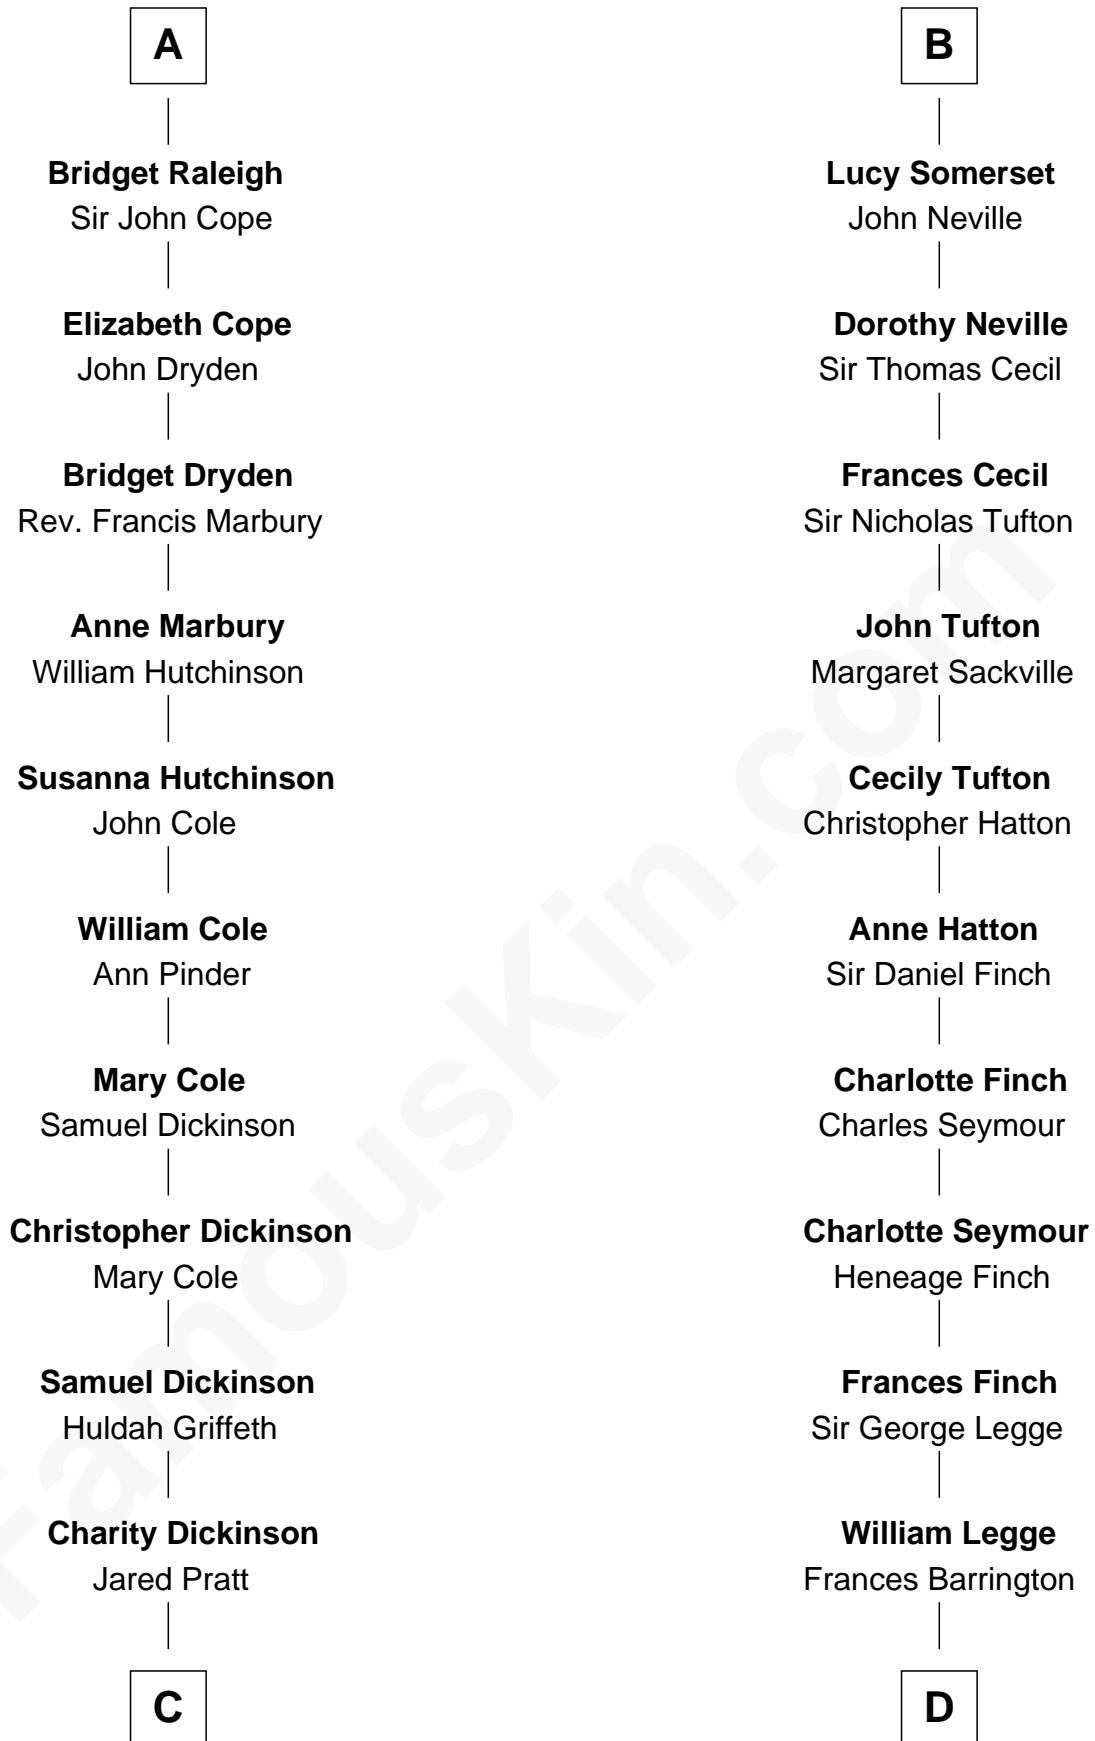 A
Bridget Raleigh
Sir John Cope
Elizabeth Cope
John Dryden
Bridget Dryden
Rev. Francis Marbury
Anne Marbury
William Hutchinson
Susanna Hutchinson
John Cole
William Cole
Ann Pinder
Mary Cole
Samuel Dickinson
Christopher Dickinson
Mary Cole
Samuel Dickinson
Huldah Griffeth
Charity Dickinson
Jared Pratt
C
B
Lucy Somerset
John Neville
Dorothy Neville
Sir Thomas Cecil
Frances Cecil
Sir Nicholas Tufton
John Tufton
Margaret Sackville
Cecily Tufton
Christopher Hatton
Anne Hatton
Sir Daniel Finch
Charlotte Finch
Charles Seymour
Charlotte Seymour
Heneage Finch
Frances Finch
Sir George Legge
William Legge
Frances Barrington
D
FamousKin.com